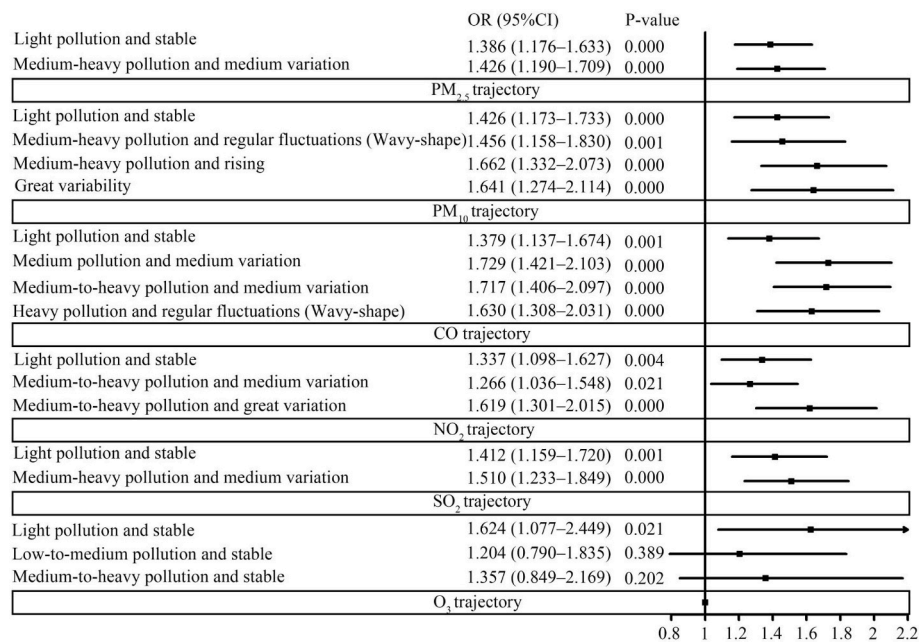 OR (95%CI) P-value
Light pollution and stable 1.386 (1.176–1.633) 0.000
Medium-heavy pollution and medium variation 1.426 (1.190–1.709) 0.000
PM2.5 trajectory
Light pollution and stable 1.426 (1.173–1.733) 0.000
Medium-heavy pollution and regular fluctuations (Wavy-shape) 1.456 (1.158–1.830) 0.001
Medium-heavy pollution and rising 1.662 (1.332–2.073) 0.000
Great variability 1.641 (1.274–2.114) 0.000
PM10 trajectory
Light pollution and stable 1.379 (1.137–1.674) 0.001
Medium pollution and medium variation 1.729 (1.421–2.103) 0.000
Medium-to-heavy pollution and medium variation 1.717 (1.406–2.097) 0.000
Heavy pollution and regular fluctuations (Wavy-shape) 1.630 (1.308–2.031) 0.000
CO trajectory
Light pollution and stable 1.337 (1.098–1.627) 0.004
Medium-to-heavy pollution and medium variation 1.266 (1.036–1.548) 0.021
Medium-to-heavy pollution and great variation 1.619 (1.301–2.015) 0.000
NO2 trajectory
Light pollution and stable 1.412 (1.159–1.720) 0.001
Medium-heavy pollution and medium variation 1.510 (1.233–1.849) 0.000
SO2 trajectory
Light pollution and stable 1.624 (1.077–2.449) 0.021
Low-to-medium pollution and stable 1.204 (0.790–1.835) 0.389
Medium-to-heavy pollution and stable 1.357 (0.849–2.169) 0.202
O3 trajectory
0.8 1 1.2 1.4 1.6 1.8 2 2.2